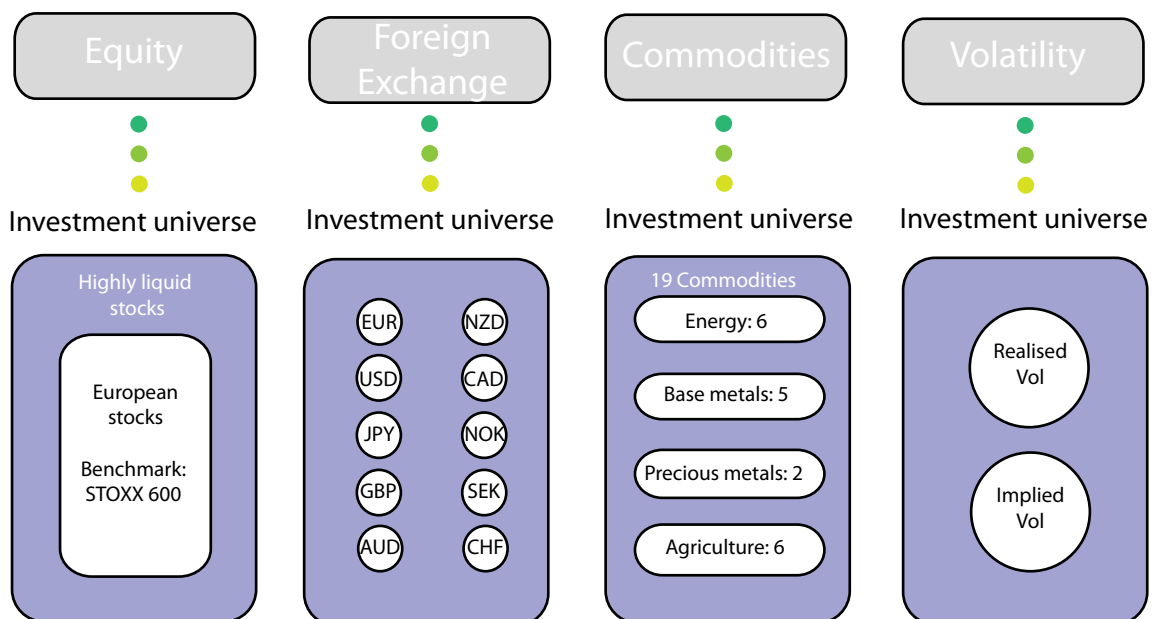 Equity
Foreign
Exchange
Commodities
Volatility
Investment universe
Investment universe
Investment universe
Investment universe
Highly liquid
stocks
European
stocks
Benchmark:
STOXX 600
EUR
NZD
USD
CAD
JPY
NOK
GBP
SEK
AUD
CHF
19 Commodities
Energy: 6
Base metals: 5
Precious metals: 2
Agriculture: 6
Realised
Vol
Implied
Vol